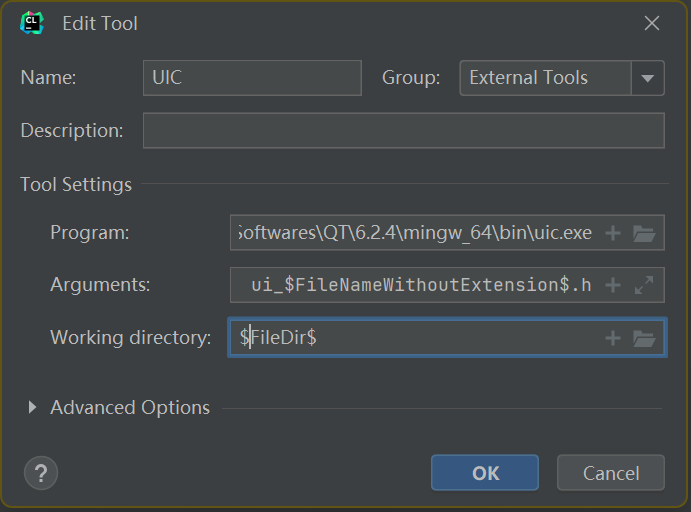 CL
Edit Tool
Name: UIC Group: External Tools
Description:
Tool Settings
Program: Softwares\QT\6.2.4\mingw_64\bin\uic.exe
Arguments: ui_$FileNameWithoutExtension$.h
Working directory: $FileDir$
Advanced Options
? OK Cancel